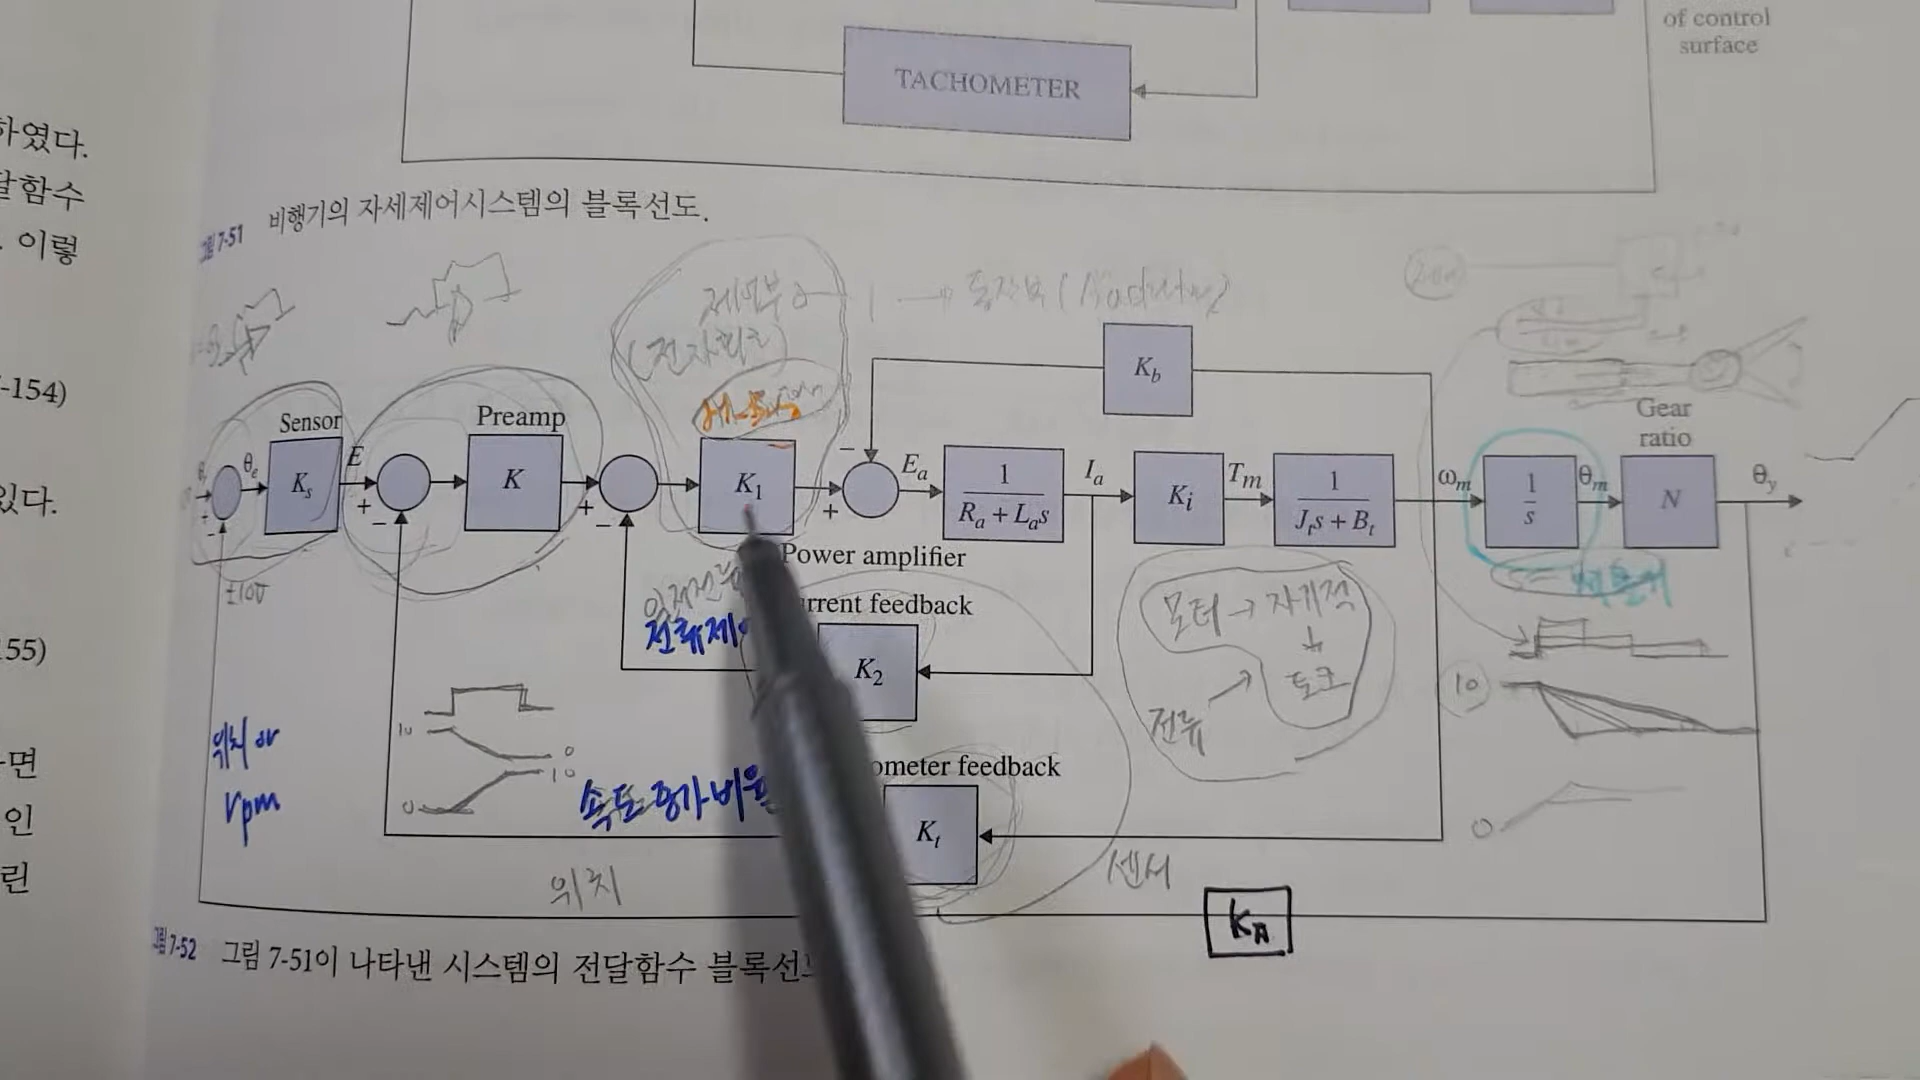 of control
surface
TACHOMETER
하였다.
달함수
이렇
그림 7-51 비행기의 자세제어시스템의 블록선도.
-154)
있다.
55)
면
인
린
제어부
(전자회로)
Sensor
Preamp
Gear
ratio
θe
Ks
E
+
−
K
+
−
K1
+
−
Ea
1
Ra + Las
Ia
Ki
Tm
1
Jts + Bt
ωm
1
s
θm
N
θy
Kb
Power amplifier
rrent feedback
K2
전류제
±10V
모터 → 자기적
토크
전류
10
0
10
0
10
0
위치 or
rpm
속도 증가 비율
ometer feedback
Kt
센서
위치
KA
그림 7-52 그림 7-51이 나타낸 시스템의 전달함수 블록선